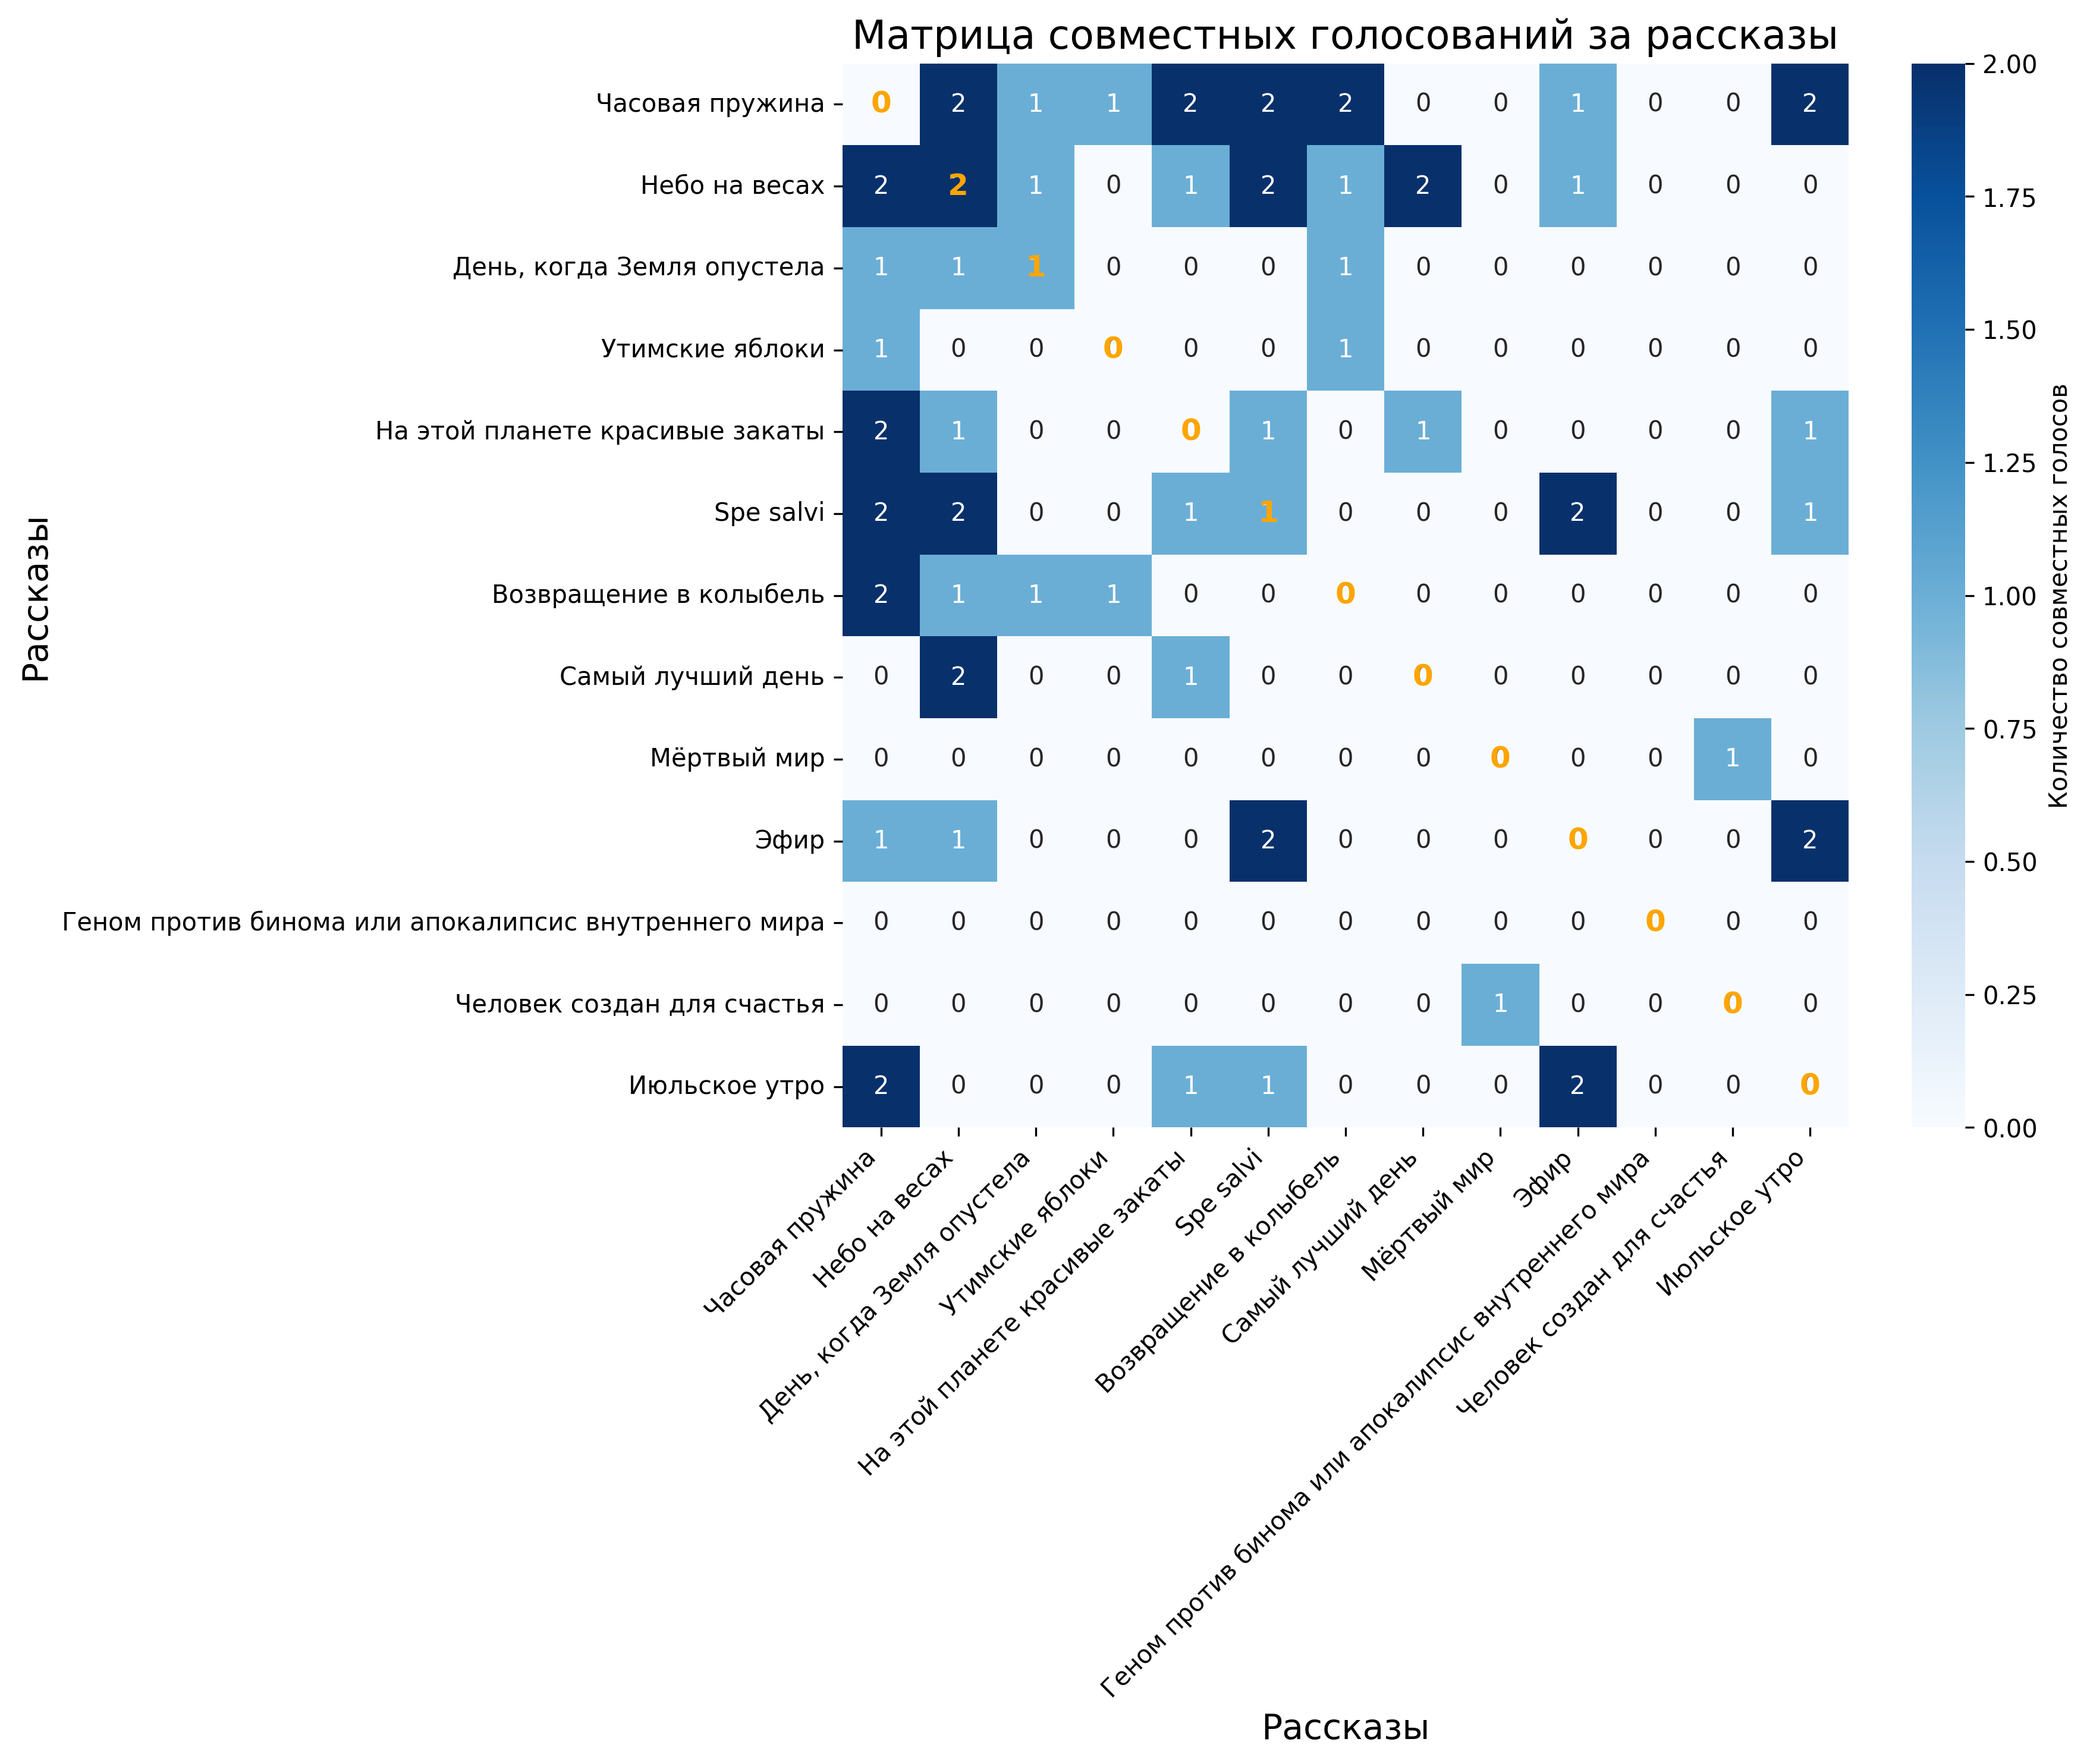 Матрица совместных голосований за рассказы
Часовая пружина 0 2 1 1 2 2 2 0 0 1 0 0 2
Небо на весах 2 2 1 0 1 2 1 2 0 1 0 0 0
День, когда Земля опустела 1 1 1 0 0 0 1 0 0 0 0 0 0
Утимские яблоки 1 0 0 0 0 0 1 0 0 0 0 0 0
На этой планете красивые закаты 2 1 0 0 0 1 0 1 0 0 0 0 1
Spe salvi 2 2 0 0 1 1 0 0 0 2 0 0 1
Возвращение в колыбель 2 1 1 1 0 0 0 0 0 0 0 0 0
Самый лучший день 0 2 0 0 1 0 0 0 0 0 0 0 0
Мёртвый мир 0 0 0 0 0 0 0 0 0 0 0 1 0
Эфир 1 1 0 0 0 2 0 0 0 0 0 0 2
Геном против бинома или апокалипсис внутреннего мира 0 0 0 0 0 0 0 0 0 0 0 0 0
Человек создан для счастья 0 0 0 0 0 0 0 0 1 0 0 0 0
Июльское утро 2 0 0 0 1 1 0 0 0 2 0 0 0
Рассказы
Часовая пружина
Небо на весах
День, когда Земля опустела
Утимские яблоки
На этой планете красивые закаты
Spe salvi
Возвращение в колыбель
Самый лучший день
Мёртвый мир
Эфир
Геном против бинома или апокалипсис внутреннего мира
Человек создан для счастья
Июльское утро
Рассказы
2.00
1.75
1.50
1.25
1.00
0.75
0.50
0.25
0.00
Количество совместных голосов